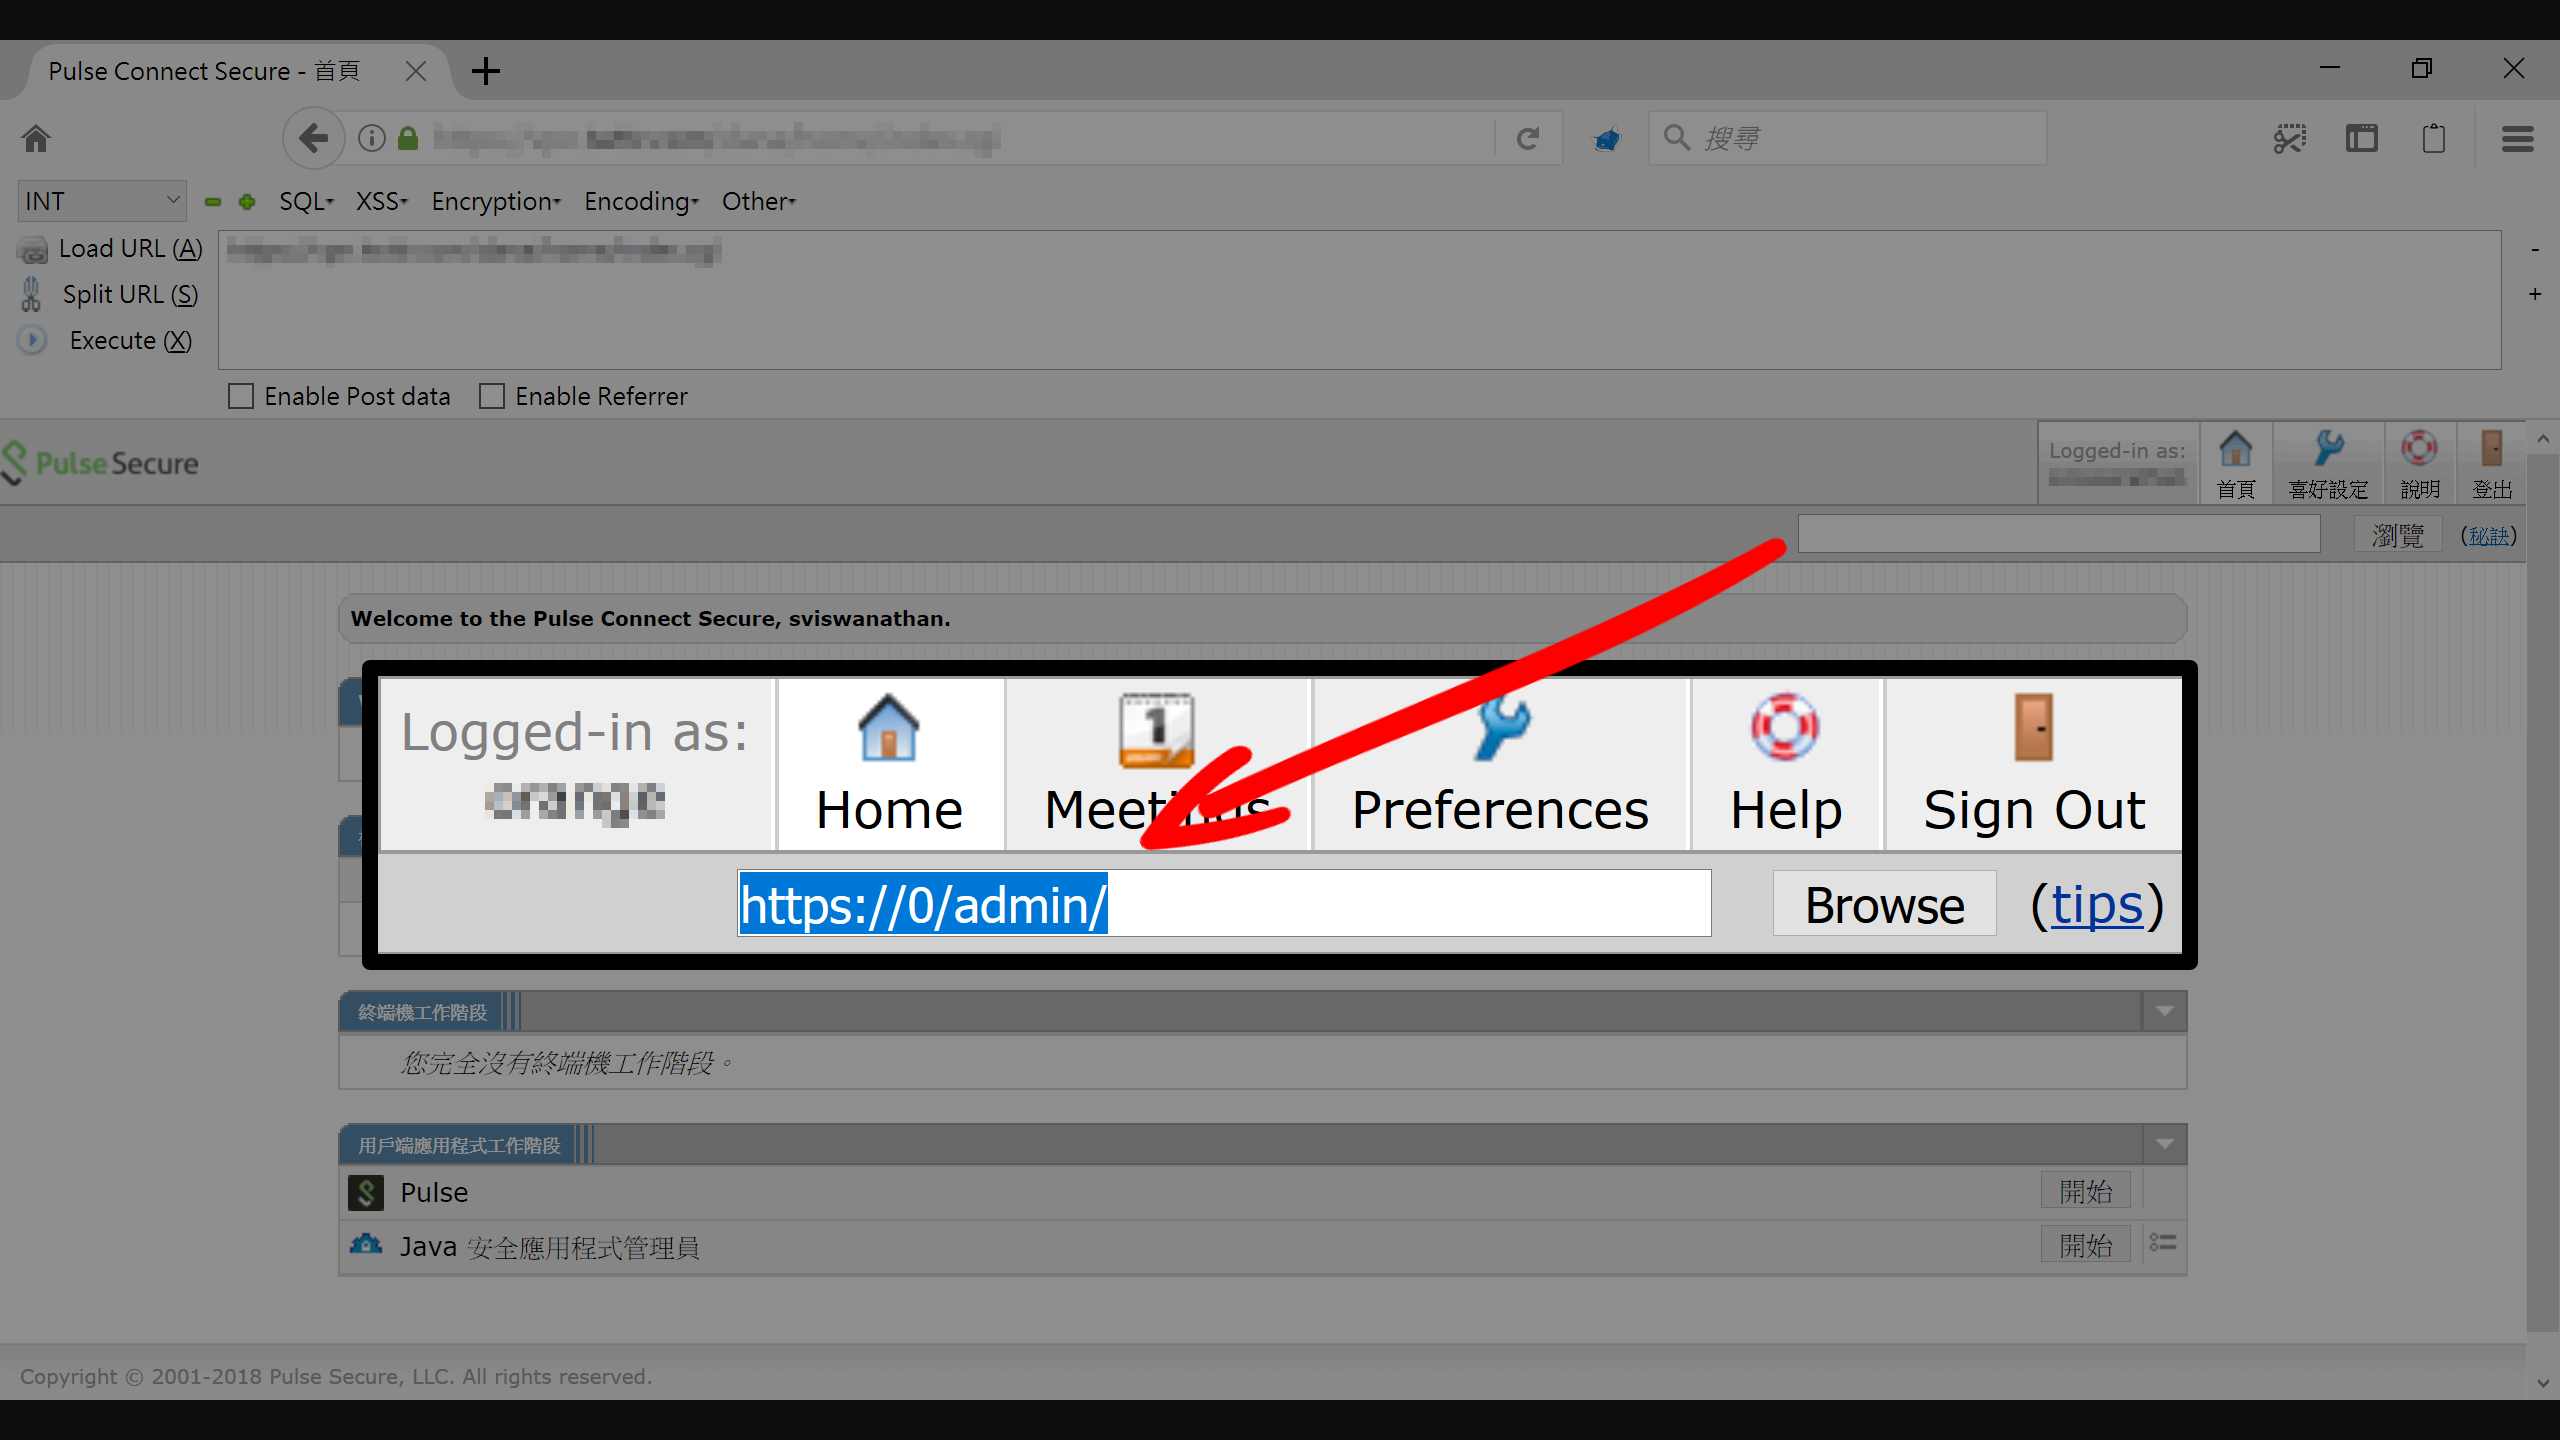 Pulse Connect Secure - 首頁
搜尋
INT
SQL
XSS
Encryption
Encoding
Other
Load URL (A)
Split URL (S)
Execute (X)
-
+
Enable Post data
Enable Referrer
Pulse Secure
Logged-in as:
首頁
喜好設定
說明
登出
瀏覽
(秘訣)
Welcome to the Pulse Connect Secure, sviswanathan.
Logged-in as:
orange
Home
Meetings
Preferences
Help
Sign Out
https://0/admin/
Browse
(tips)
終端機工作階段
您完全沒有終端機工作階段。
用戶端應用程式工作階段
Pulse
開始
Java 安全應用程式管理員
開始
Copyright © 2001-2018 Pulse Secure, LLC. All rights reserved.